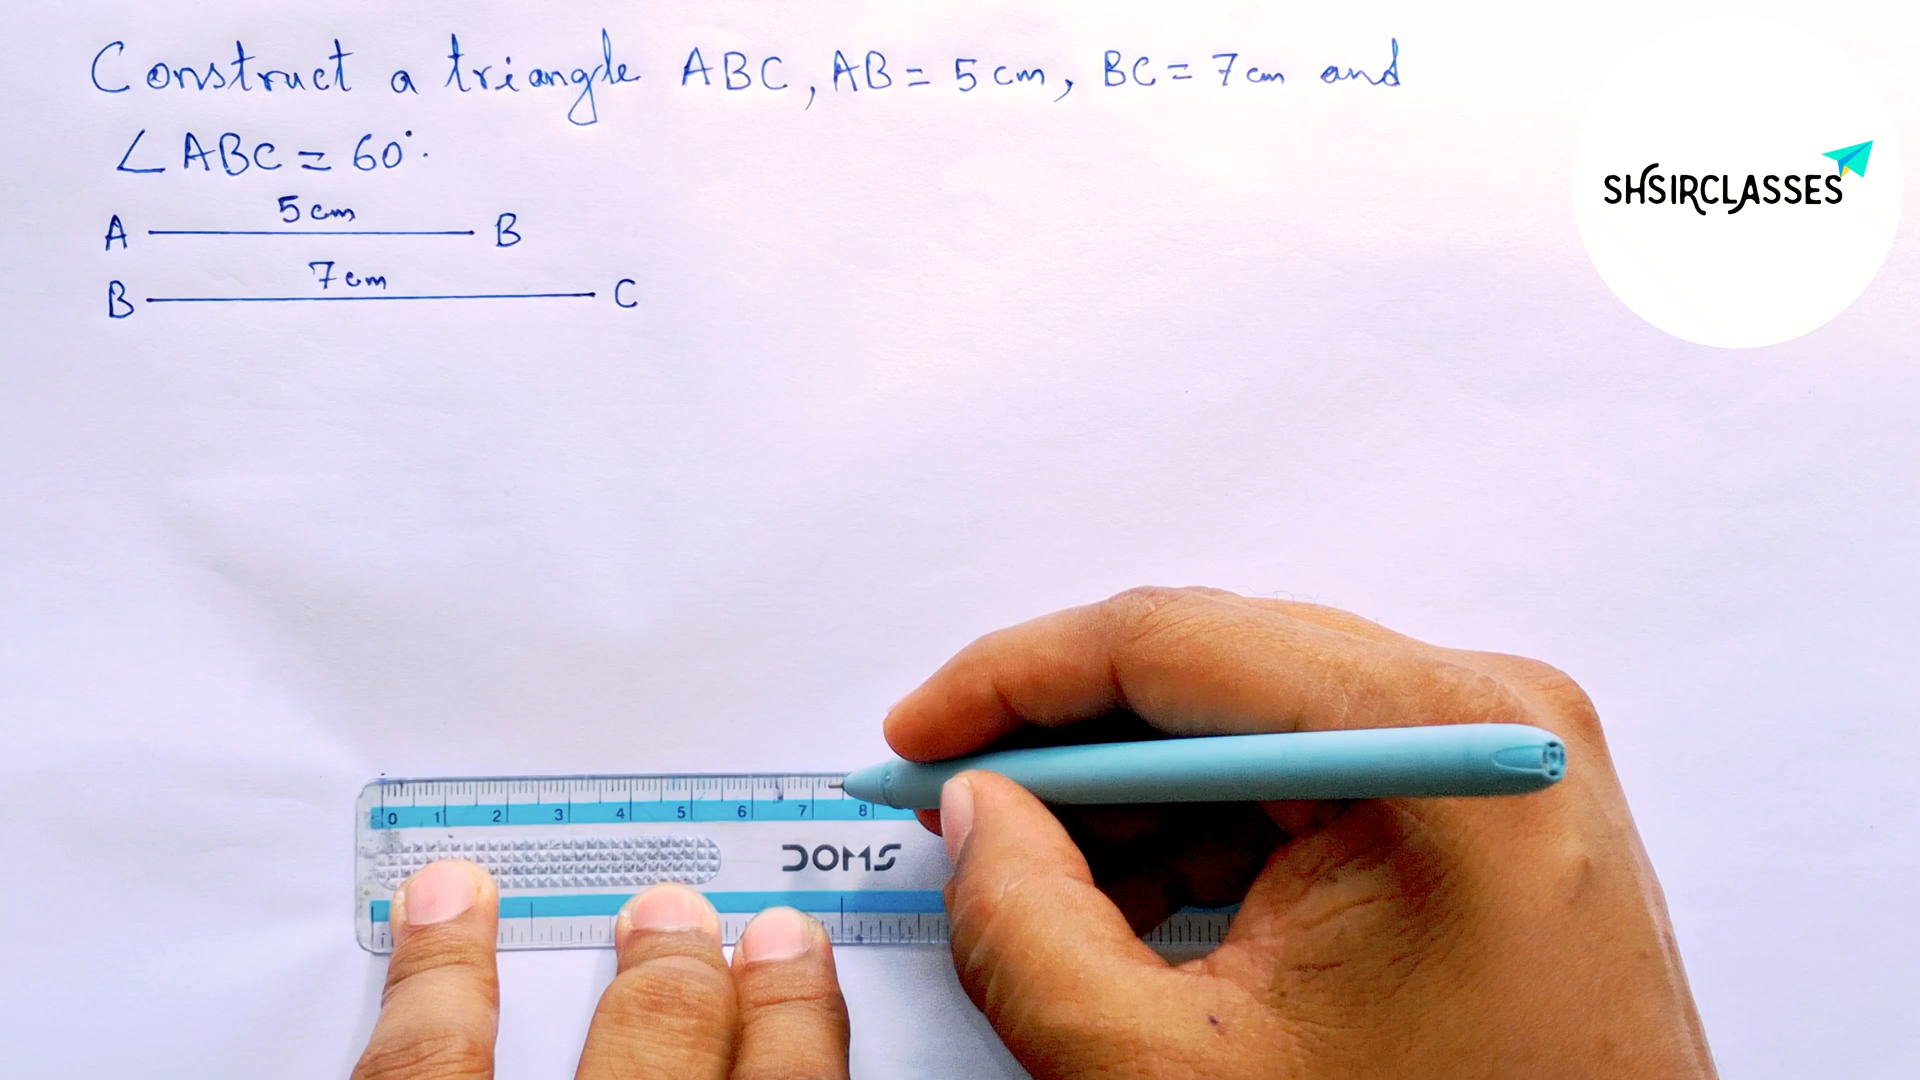 Construct a triangle ABC, AB = 5 cm, BC = 7 cm and
∠ABC = 60°.
5 cm
A B
7 cm
B C
SHSIRCLASSES
0 1 2 3 4 5 6 7 8
DOMS